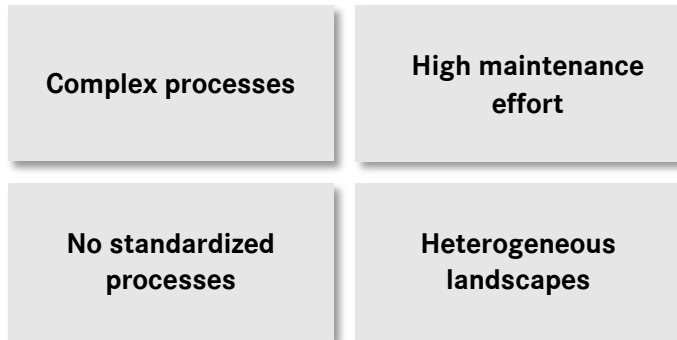 Complex processes
High maintenance
effort
No standardized
processes
Heterogeneous
landscapes